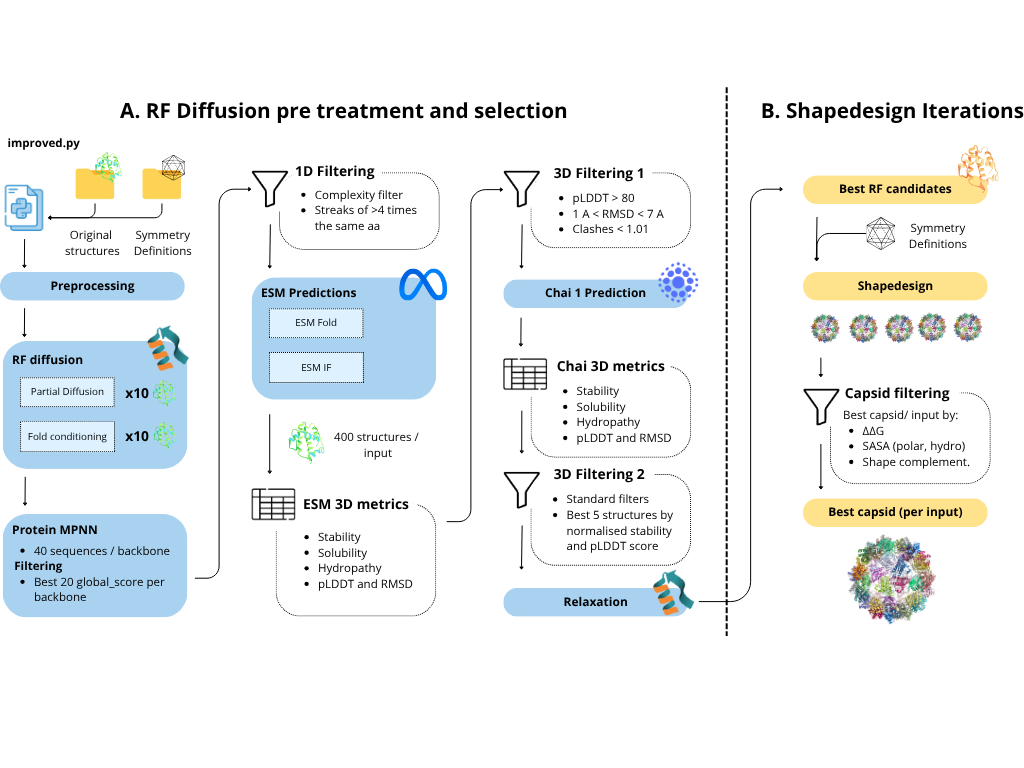 A. RF Diffusion pre treatment and selection
improved.py
Original
structures
Symmetry
Definitions
Preprocessing
RF diffusion
Partial Diffusion
x10
Fold conditioning
x10
Protein MPNN
• 40 sequences / backbone
Filtering
• Best 20 global_score per
backbone
1D Filtering
• Complexity filter
• Streaks of >4 times
the same aa
ESM Predictions
ESM Fold
ESM IF
400 structures /
input
ESM 3D metrics
• Stability
• Solubility
• Hydropathy
• pLDDT and RMSD
3D Filtering 1
• pLDDT > 80
• 1 A < RMSD < 7 A
• Clashes < 1.01
Chai 1 Prediction
Chai 3D metrics
• Stability
• Solubility
• Hydropathy
• pLDDT and RMSD
3D Filtering 2
• Standard filters
• Best 5 structures by
normalised stability
and pLDDT score
Relaxation
B. Shapedesign Iterations
Best RF candidates
Symmetry
Definitions
Shapedesign
Capsid filtering
Best capsid/ input by:
• ΔΔG
• SASA (polar, hydro)
• Shape complement.
Best capsid (per input)